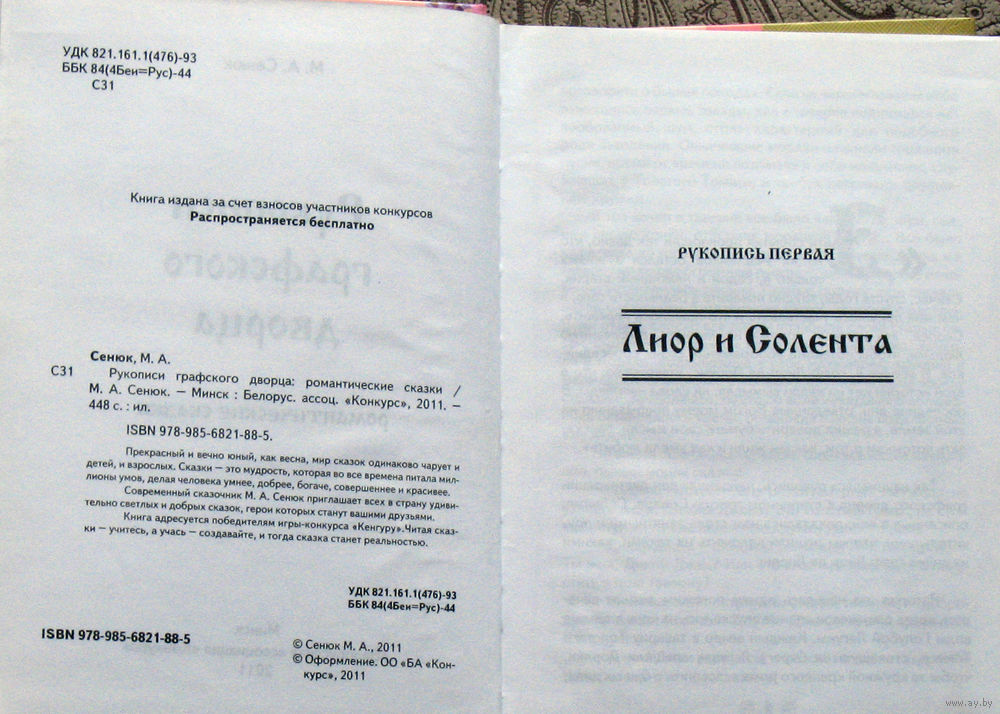 УДК 821.161.1(476)-93
ББК 84(4Беи=Рус)-44
С31
Книга издана за счет взносов участников конкурсов
Распространяется бесплатно
Сенюк, М. А.
С31
Рукописи графского дворца: романтические сказки /
М. А. Сенюк. — Минск : Белорус. ассоц. «Конкурс», 2011. —
448 с. : ил.
ISBN 978-985-6821-88-5.
Прекрасный и вечно юный, как весна, мир сказок одинаково чарует и
детей, и взрослых. Сказки — это мудрость, которая во все времена питала мил-
лионы умов, делая человека умнее, добрее, богаче, совершеннее и красивее.
Современный сказочник М. А. Сенюк приглашает всех в страну удиви-
тельно светлых и добрых сказок, герои которых станут вашими друзьями.
Книга адресуется победителям игры-конкурса «Кенгуру».Читая сказ-
ки — учитесь, а учась — создавайте, и тогда сказка станет реальностью.
УДК 821.161.1(476)-93
ББК 84(4Беи=Рус)-44
ISBN 978-985-6821-88-5
© Сенюк М. А., 2011
© Оформление. ОО «БА «Кон-
курс», 2011
РУКОПИСЬ ПЕРВАЯ
Лиор и Солента
www.ay.by